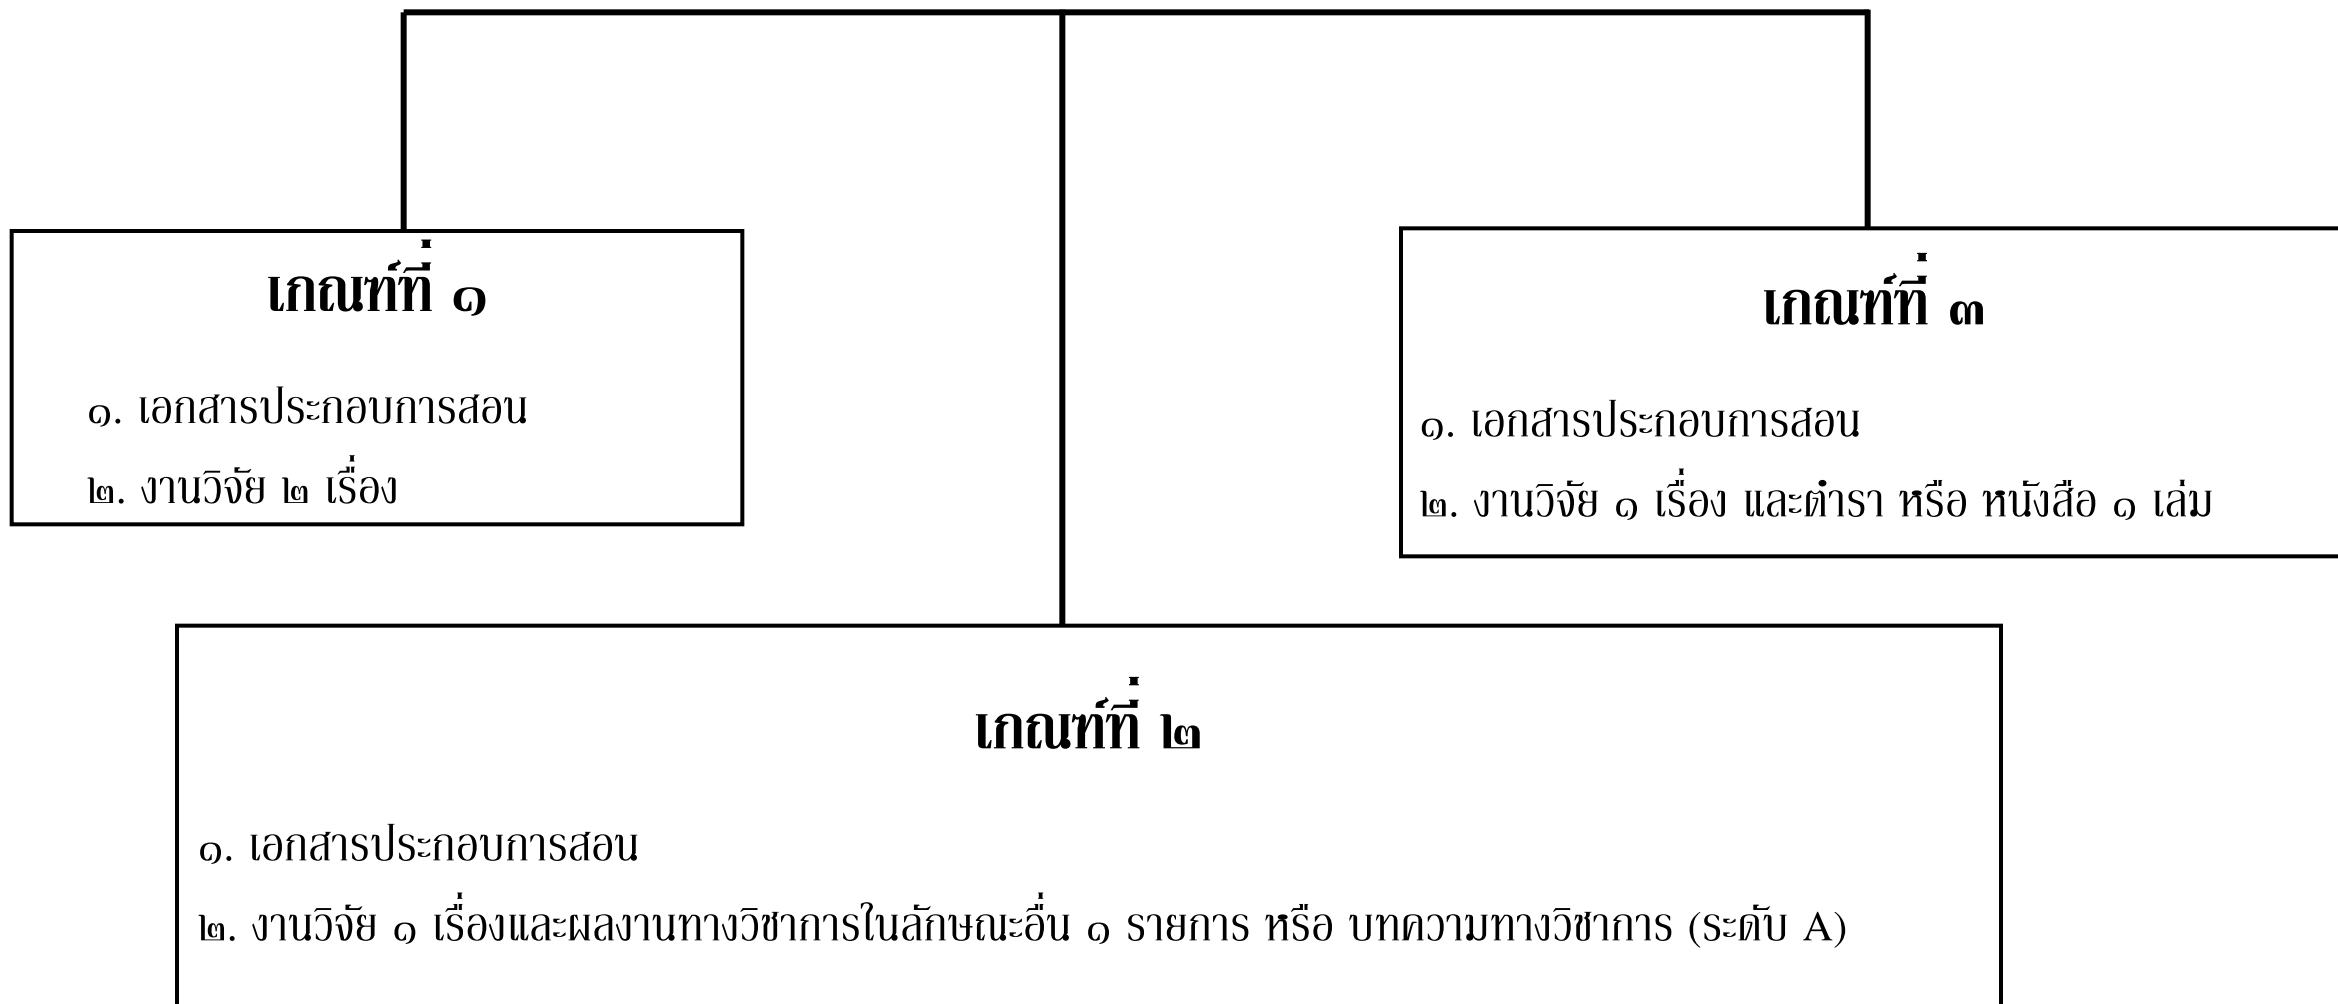 เกณฑ์ที่ ๑
๑. เอกสารประกอบการสอน
๒. งานวิจัย ๒ เรื่อง
เกณฑ์ที่ ๓
๑. เอกสารประกอบการสอน
๒. งานวิจัย ๑ เรื่อง และตำรา หรือ หนังสือ ๑ เล่ม
เกณฑ์ที่ ๒
๑. เอกสารประกอบการสอน
๒. งานวิจัย ๑ เรื่องและผลงานทางวิชาการในลักษณะอื่น ๑ รายการ หรือ บทความทางวิชาการ (ระดับ A)